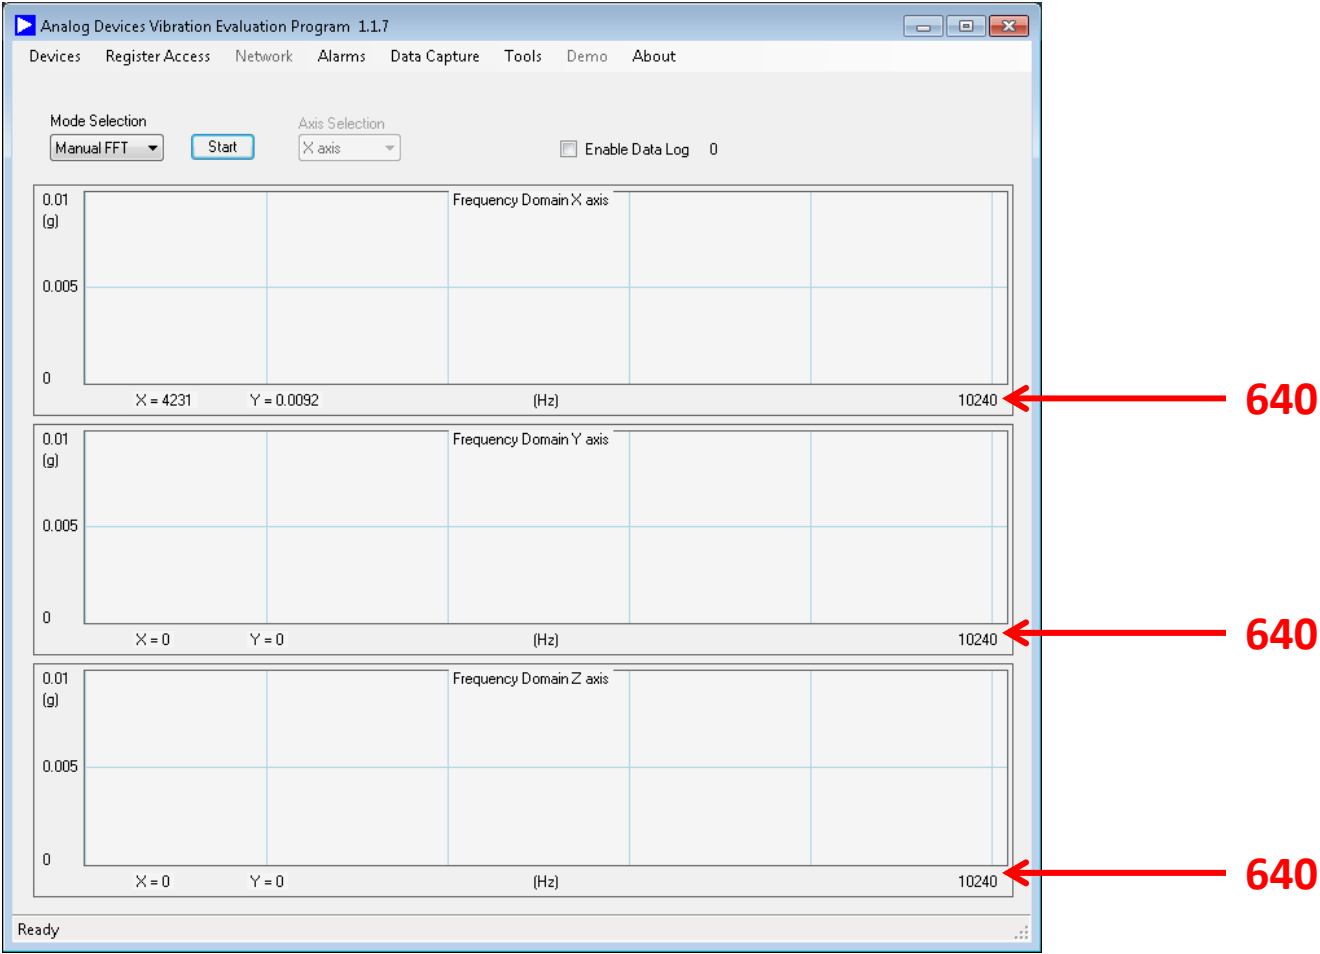 Analog Devices Vibration Evaluation Program 1.1.7
Devices Register Access Network Alarms Data Capture Tools Demo About
Mode Selection Axis Selection
Manual FFT Start X axis Enable Data Log 0
0.01 Frequency Domain X axis
(g)
0.005
0
X = 4231 Y = 0.0092 (Hz) 10240 640
0.01 Frequency Domain Y axis
(g)
0.005
0
X = 0 Y = 0 (Hz) 10240 640
0.01 Frequency Domain Z axis
(g)
0.005
0
X = 0 Y = 0 (Hz) 10240 640
Ready